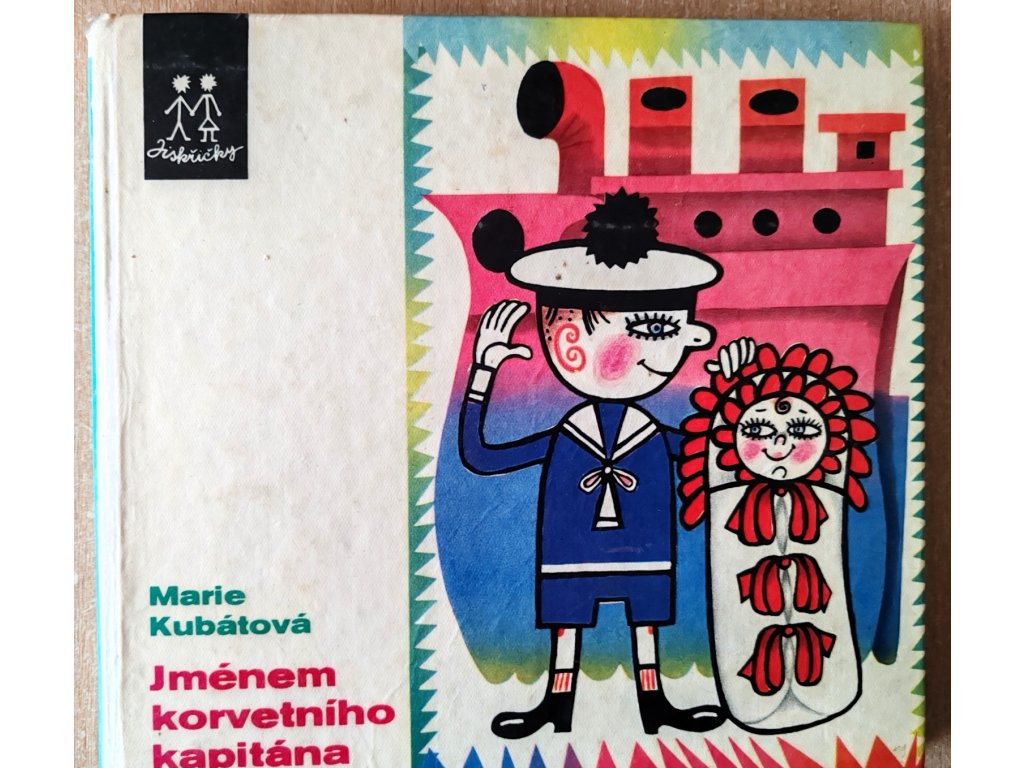 Jiskřičky
Marie
Kubátová
Jménem
korvetního
kapitána